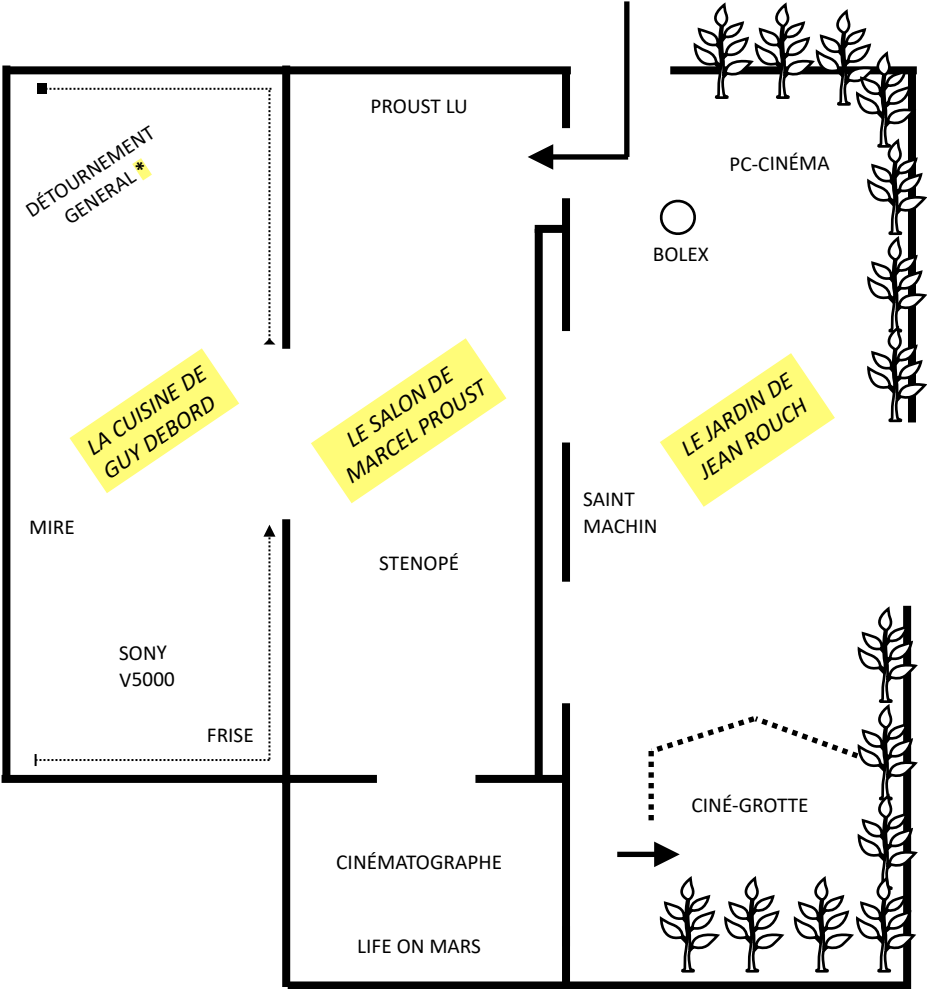 PROUST LU
DÉTOURNEMENT
GENERAL *
PC-CINÉMA
BOLEX
LA CUISINE DE
GUY DEBORD
LE SALON DE
MARCEL PROUST
LE JARDIN DE
JEAN ROUCH
MIRE
SAINT
MACHIN
STENOPÉ
SONY
V5000
FRISE
CINÉ-GROTTE
CINÉMATOGRAPHE
LIFE ON MARS